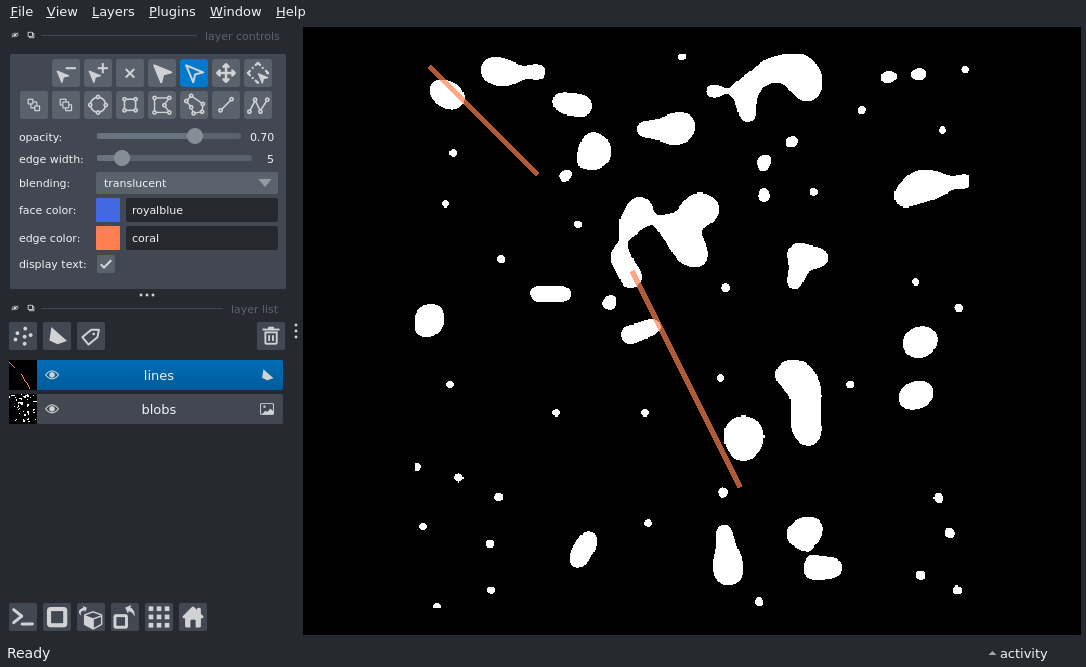 File View Layers Plugins Window Help
layer controls
opacity: 0.70
edge width: 5
blending: translucent
face color: royalblue
edge color: coral
display text:
layer list
lines
blobs
Ready
activity